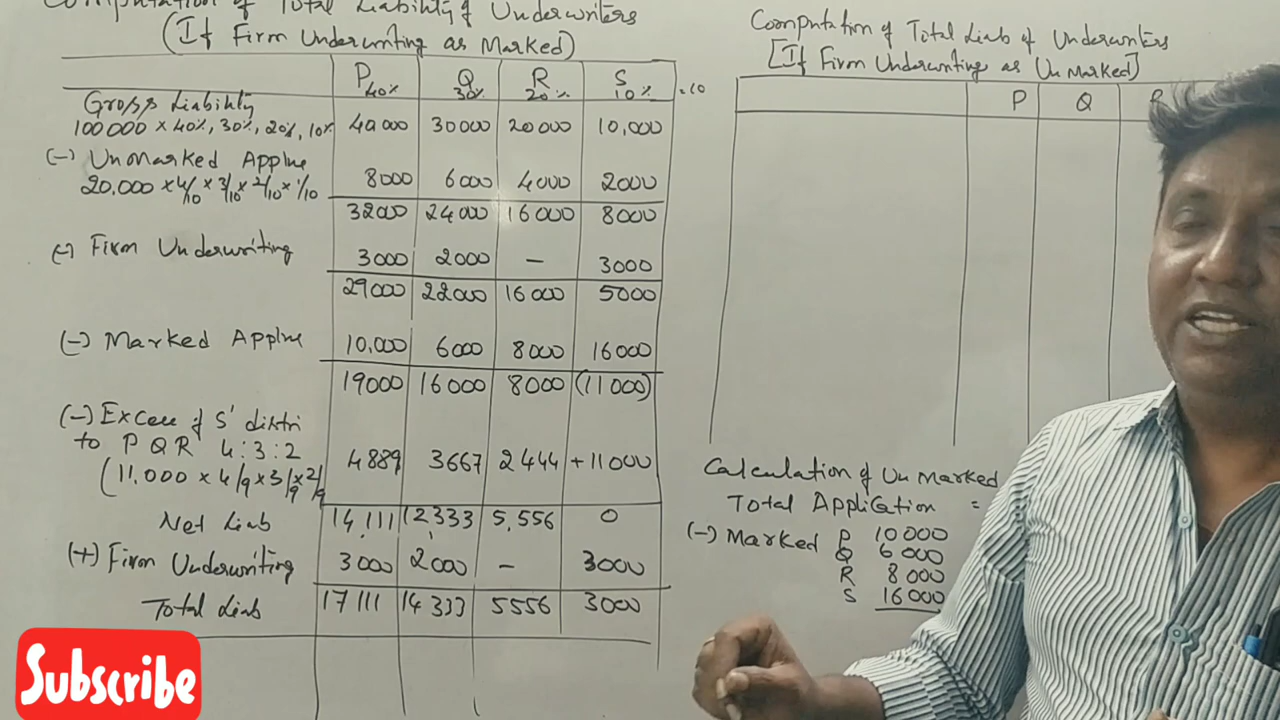 Computation of Total Liability of Underwriters
(If Firm Underwriting as Marked)
P 40% Q 30% R 20% S 10% = 10
Gross Liability
100000 × 40%, 30%, 20%, 10% 40000 30000 20000 10,000
(-) UnMarked Appline
20,000 × 4/10 × 3/10 × 2/10 × 1/10 8000 6000 4000 2000
32000 24000 16000 8000
(-) Firm Underwriting 3000 2000 — 3000
29000 22000 16000 5000
(-) Marked Appline 10,000 6000 8000 16000
19000 16000 8000 (11000)
(-) Excess of S' distri
to P Q R 4:3:2
(11,000 × 4/9 × 3/9 × 2/9 4889 3667 2444 +11000
Net Liab 14,111 12,333 5,556 0
(+) Firm Underwriting 3000 2000 — 3000
Total Liab 17111 14333 5556 3000
Computation of Total Liab of Underwriters
[If Firm Underwriting as UnMarked]
P Q R
Calculation of UnMarked
Total Application =
(-) Marked P 10000
Q 6000
R 8000
S 16000
Subscribe